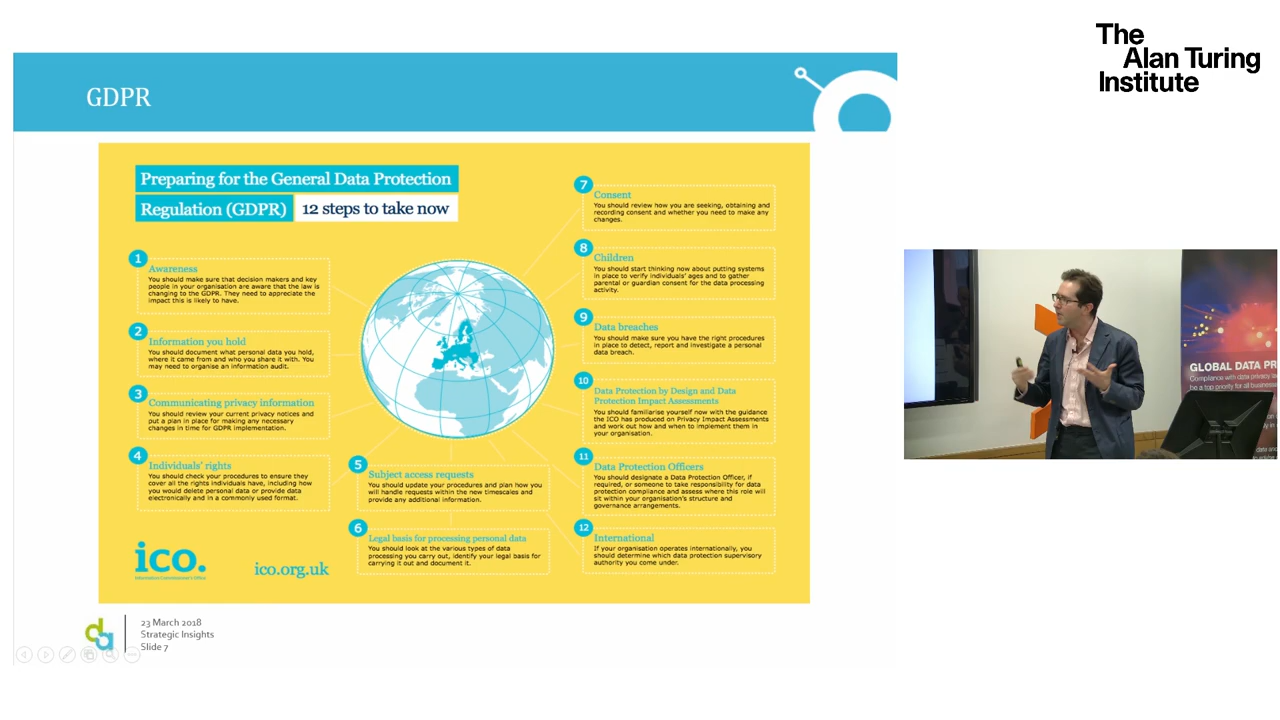 The
Alan Turing
Institute
GDPR
Preparing for the General Data Protection
Regulation (GDPR) 12 steps to take now
1
Awareness
You should make sure that decision makers and key
people in your organisation are aware that the law is
changing to the GDPR. They need to appreciate the
impact this is likely to have.
2
Information you hold
You should document what personal data you hold,
where it came from and who you share it with. You
may need to organise an information audit.
3
Communicating privacy information
You should review your current privacy notices and
put a plan in place for making any necessary
changes in time for GDPR implementation.
4
Individuals' rights
You should check your procedures to ensure they
cover all the rights individuals have, including how
you would delete personal data or provide data
electronically and in a commonly used format.
5
Subject access requests
You should update your procedures and plan how you
will handle requests within the new timescales and
provide any additional information.
6
Legal basis for processing personal data
You should look at the various types of data
processing you carry out, identify your legal basis for
carrying it out and document it.
7
Consent
You should review how you are seeking, obtaining and
recording consent and whether you need to make any
changes.
8
Children
You should start thinking now about putting systems
in place to verify individuals' ages and to gather
parental or guardian consent for the data processing
activity.
9
Data breaches
You should make sure you have the right procedures
in place to detect, report and investigate a personal
data breach.
10
Data Protection by Design and Data
Protection Impact Assessments
You should familiarise yourself now with the guidance
the ICO has produced on Privacy Impact Assessments
and work out how and when to implement them in
your organisation.
11
Data Protection Officers
You should designate a Data Protection Officer, if
required, or someone to take responsibility for data
protection compliance and assess where this role will
sit within your organisation's structure and
governance arrangements.
12
International
If your organisation operates internationally, you
should determine which data protection supervisory
authority you come under.
ico.
Information Commissioner's Office
ico.org.uk
da
23 March 2018
Strategic Insights
Slide 7
GLOBAL DATA PR
Compliance with data privacy la
be a top priority for all business